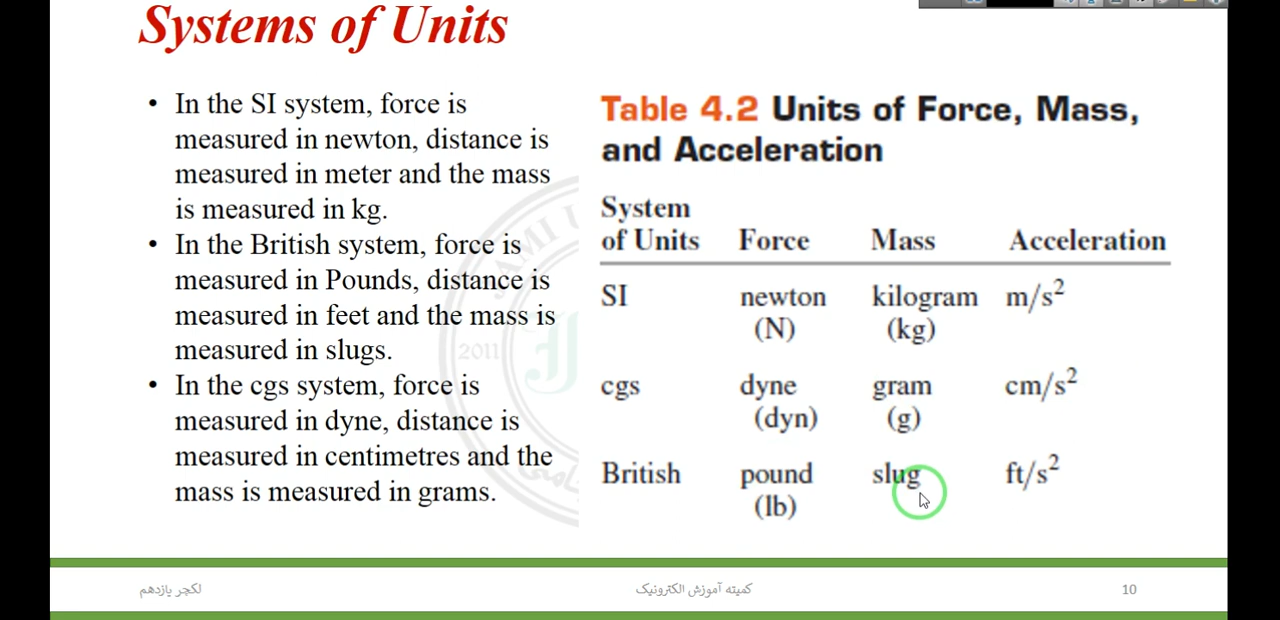 Systems of Units
• In the SI system, force is
measured in newton, distance is
measured in meter and the mass
is measured in kg.
• In the British system, force is
measured in Pounds, distance is
measured in feet and the mass is
measured in slugs.
• In the cgs system, force is
measured in dyne, distance is
measured in centimetres and the
mass is measured in grams.
2011
Table 4.2 Units of Force, Mass,
and Acceleration
System
of Units Force Mass Acceleration
SI newton kilogram m/s²
(N) (kg)
cgs dyne gram cm/s²
(dyn) (g)
British pound slug ft/s²
(lb)
لکچر یازدهم
کمیته آموزش الکترونیک
10